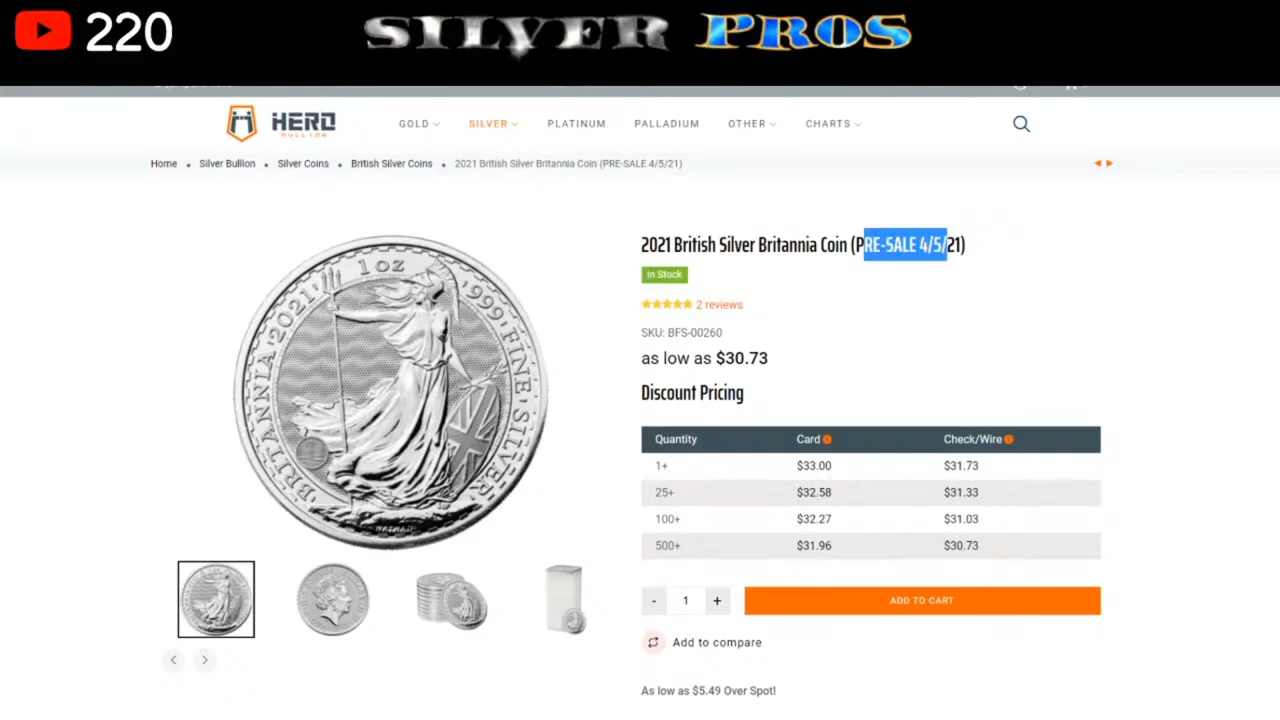 220
SILVER PROS
HERO
BULLION
GOLD
SILVER
PLATINUM
PALLADIUM
OTHER
CHARTS
Home • Silver Bullion • Silver Coins • British Silver Coins • 2021 British Silver Britannia Coin (PRE-SALE 4/5/21)
2021 British Silver Britannia Coin (PRE-SALE 4/5/21)
In Stock
2 reviews
SKU: BFS-00260
as low as $30.73
Discount Pricing
Quantity Card Check/Wire
1+ $33.00 $31.73
25+ $32.58 $31.33
100+ $32.27 $31.03
500+ $31.96 $30.73
- 1 + ADD TO CART
Add to compare
As low as $5.49 Over Spot!
BRITANNIA 2021 1 oz 999 FINE SILVER
NATHAN